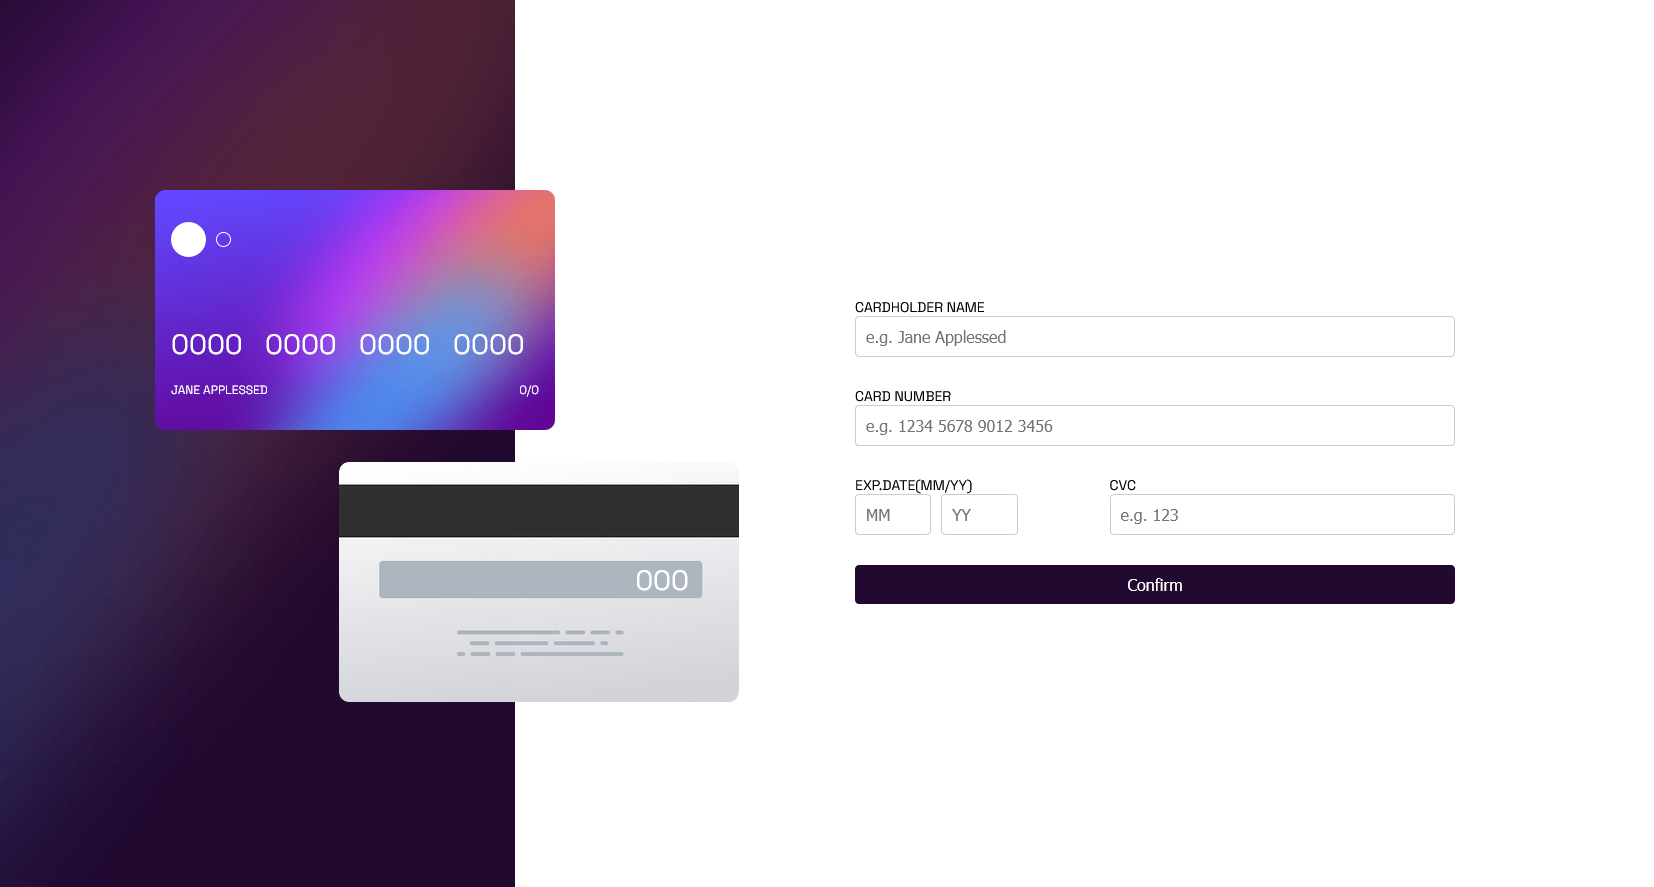 0000 0000 0000 0000
JANE APPLESSED 0/0
000
CARDHOLDER NAME
e.g. Jane Applessed
CARD NUMBER
e.g. 1234 5678 9012 3456
EXP.DATE(MM/YY) CVC
MM YY e.g. 123
Confirm